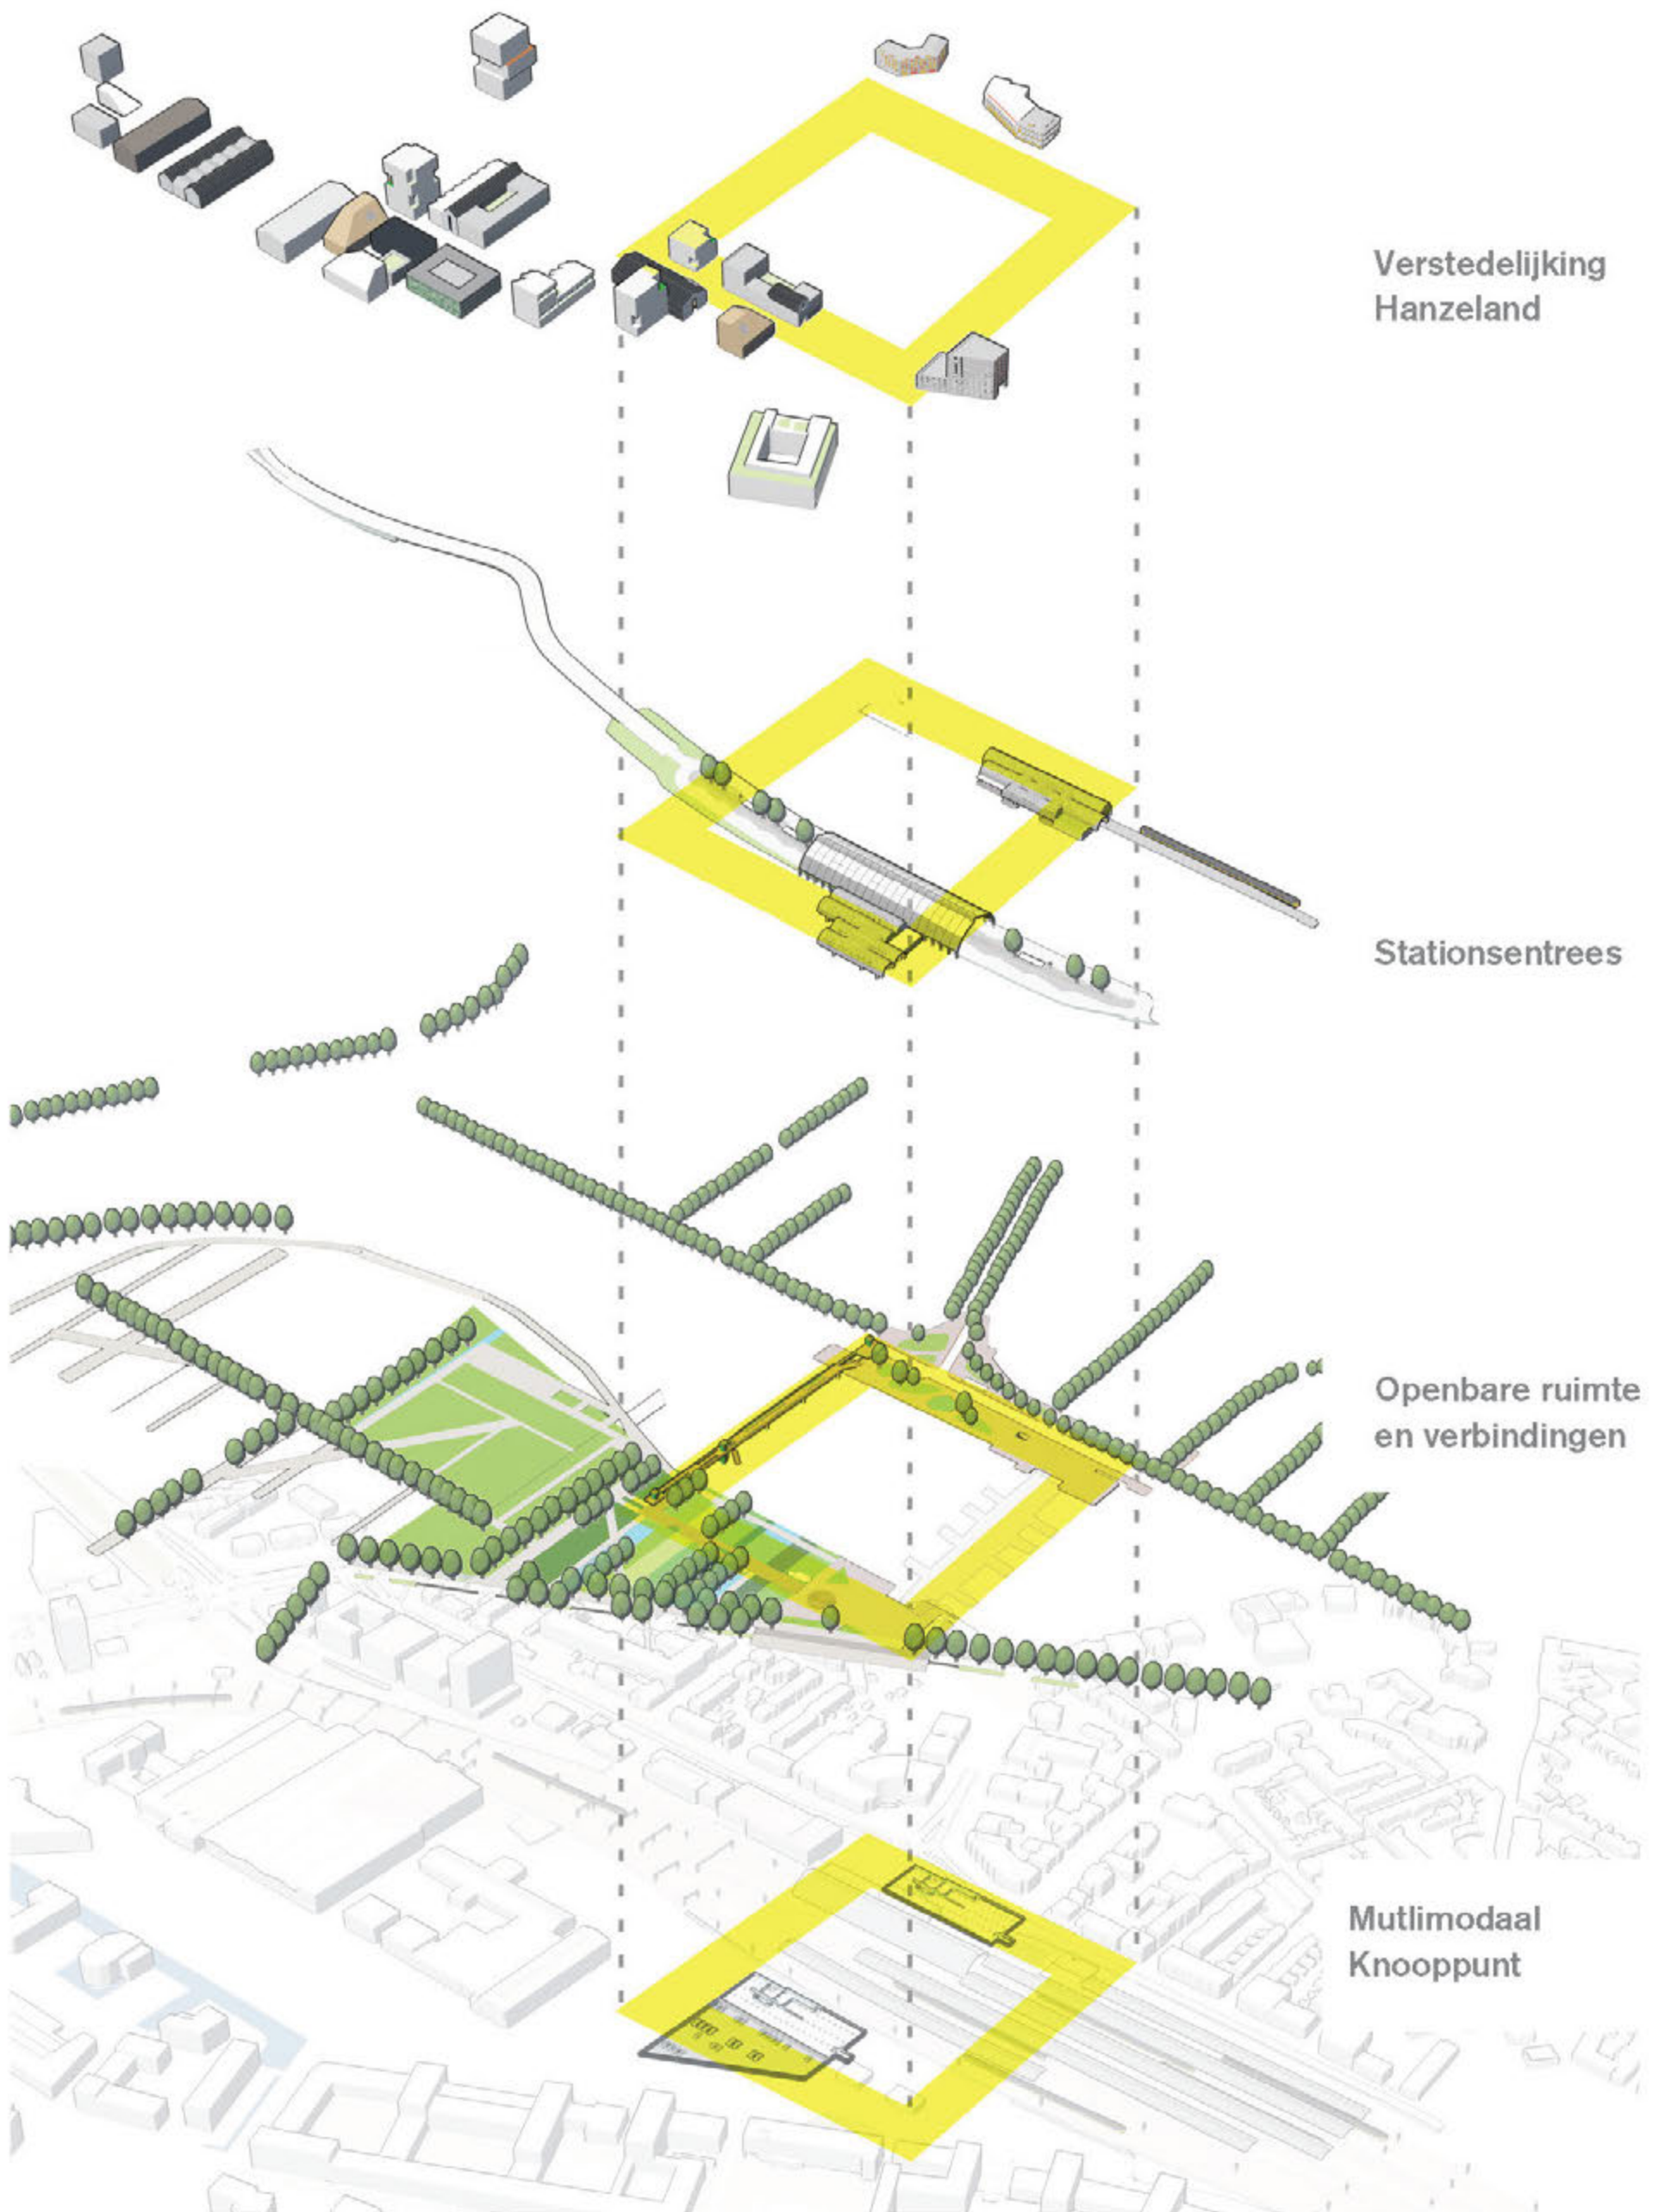 Verstedelijking
Hanzeland
Stationsentrees
Openbare ruimte
en verbindingen
Mutlimodaal
Knooppunt